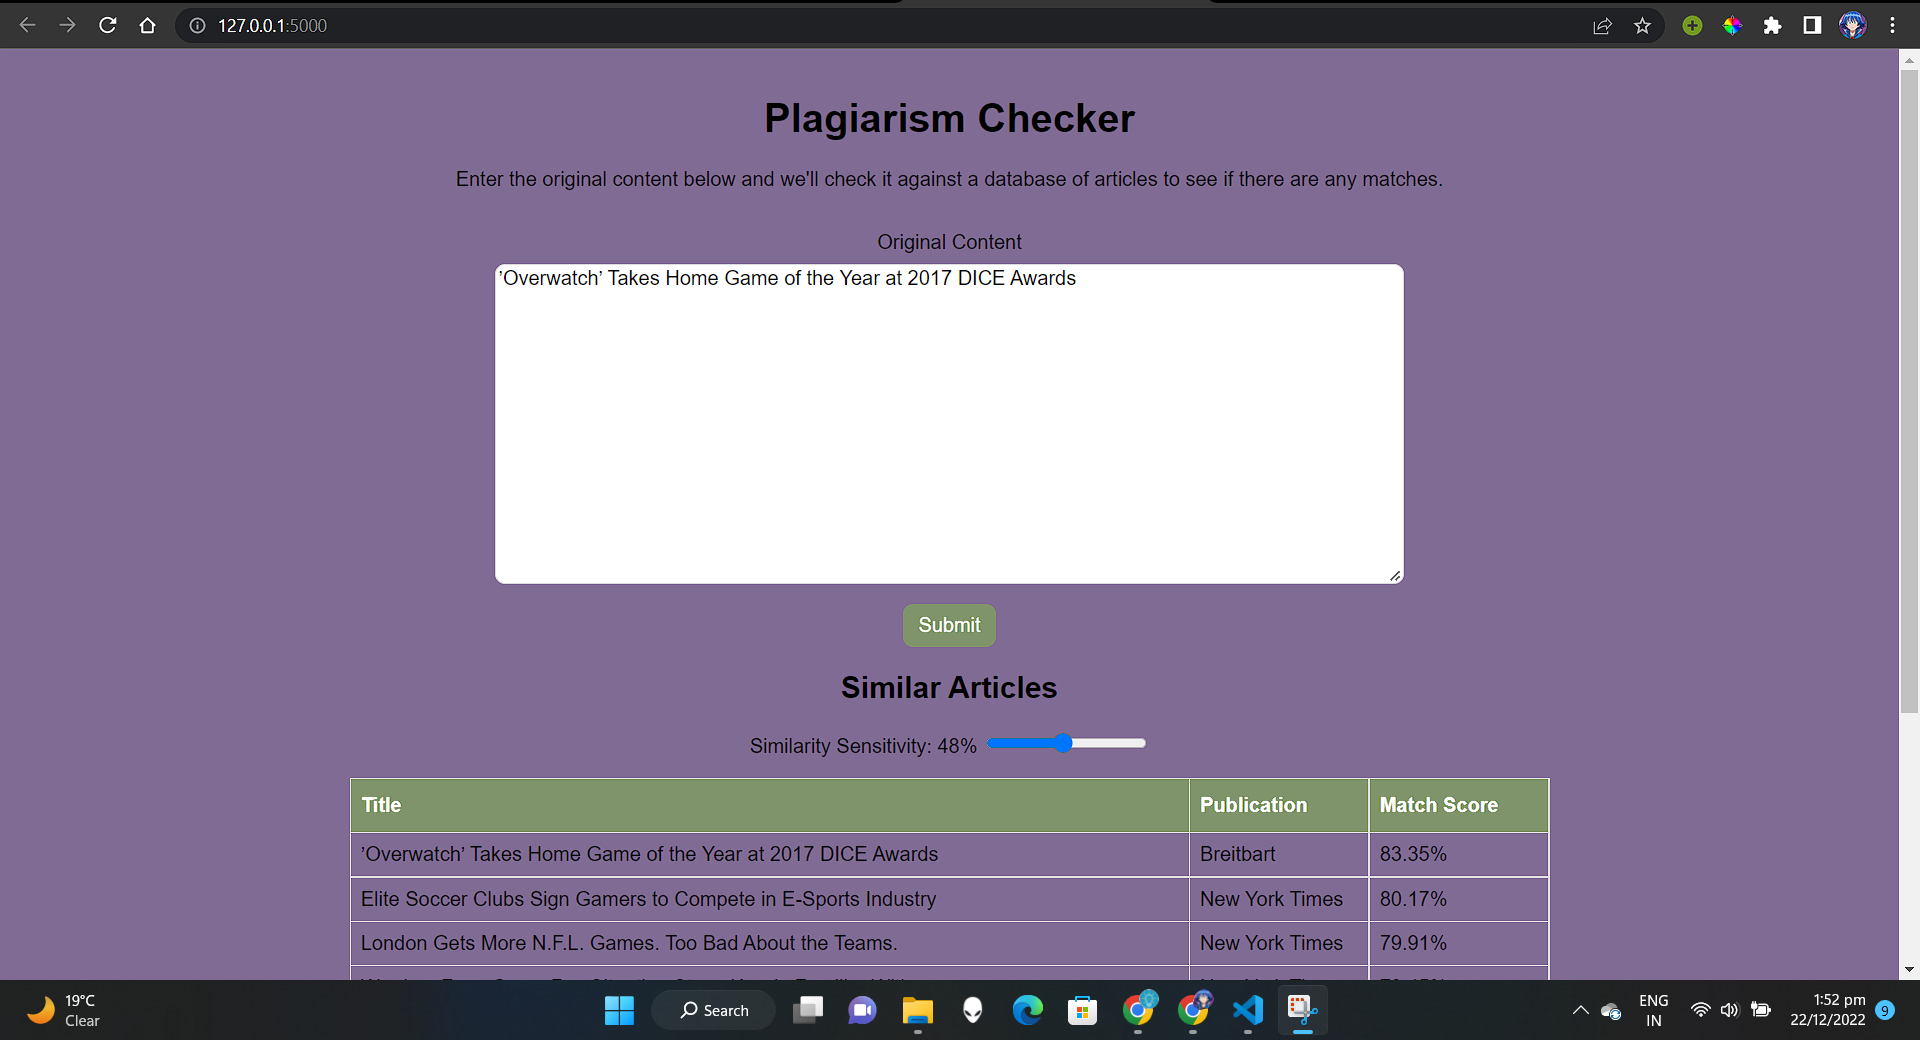 127.0.0.1:5000
Plagiarism Checker
Enter the original content below and we'll check it against a database of articles to see if there are any matches.
Original Content
’Overwatch’ Takes Home Game of the Year at 2017 DICE Awards
Submit
Similar Articles
Similarity Sensitivity: 48%
Title Publication Match Score
’Overwatch’ Takes Home Game of the Year at 2017 DICE Awards Breitbart 83.35%
Elite Soccer Clubs Sign Gamers to Compete in E-Sports Industry New York Times 80.17%
London Gets More N.F.L. Games. Too Bad About the Teams. New York Times 79.91%
19°C
Clear
Search
ENG
IN
1:52 pm
22/12/2022
9